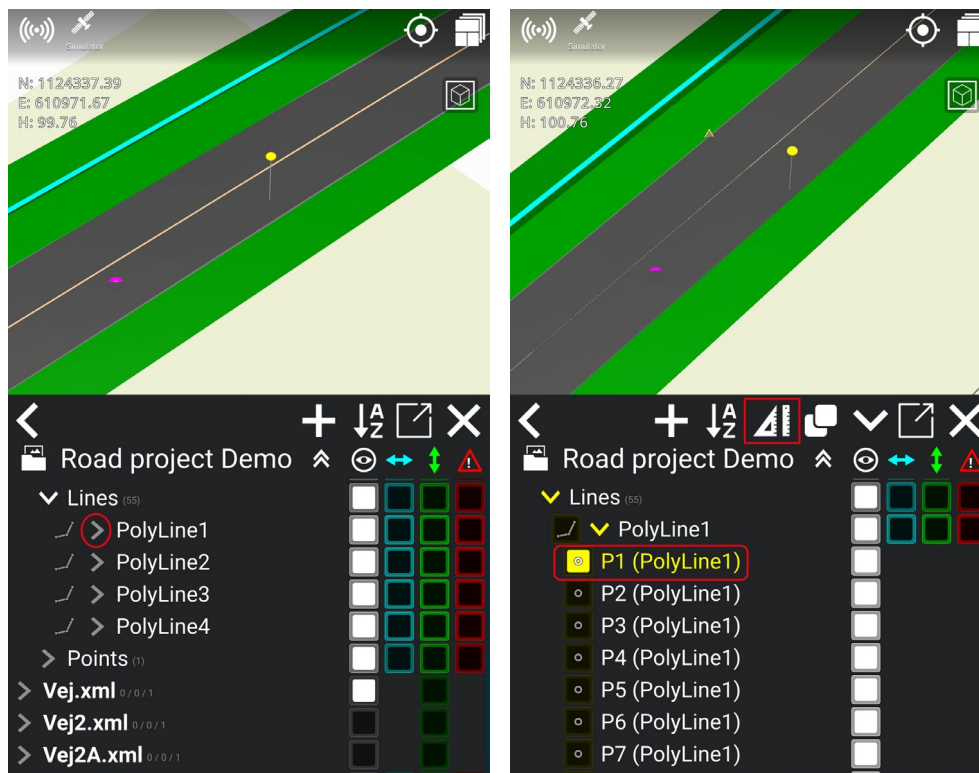 Simulator
N: 1124337.39
E: 610971.67
H: 99.76
A
Z
Road project Demo
Lines (55)
PolyLine1
PolyLine2
PolyLine3
PolyLine4
Points (1)
Vej.xml 0/0/1
Vej2.xml 0/0/1
Vej2A.xml 0/0/1
Simulator
N: 1124336.27
E: 610972.32
H: 100.76
A
Z
Road project Demo
Lines (55)
PolyLine1
P1 (PolyLine1)
P2 (PolyLine1)
P3 (PolyLine1)
P4 (PolyLine1)
P5 (PolyLine1)
P6 (PolyLine1)
P7 (PolyLine1)